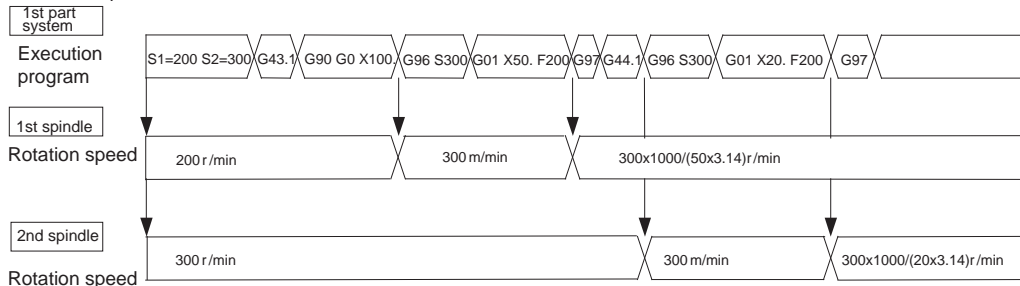 1st part
system
Execution
program
S1=200 S2=300 G43.1 G90 G0 X100. G96 S300 G01 X50. F200 G97 G44.1 G96 S300 G01 X20. F200 G97
1st spindle
Rotation speed
200 r/min 300 m/min 300x1000/(50x3.14)r/min
2nd spindle
Rotation speed
300 r/min 300 m/min 300x1000/(20x3.14)r/min